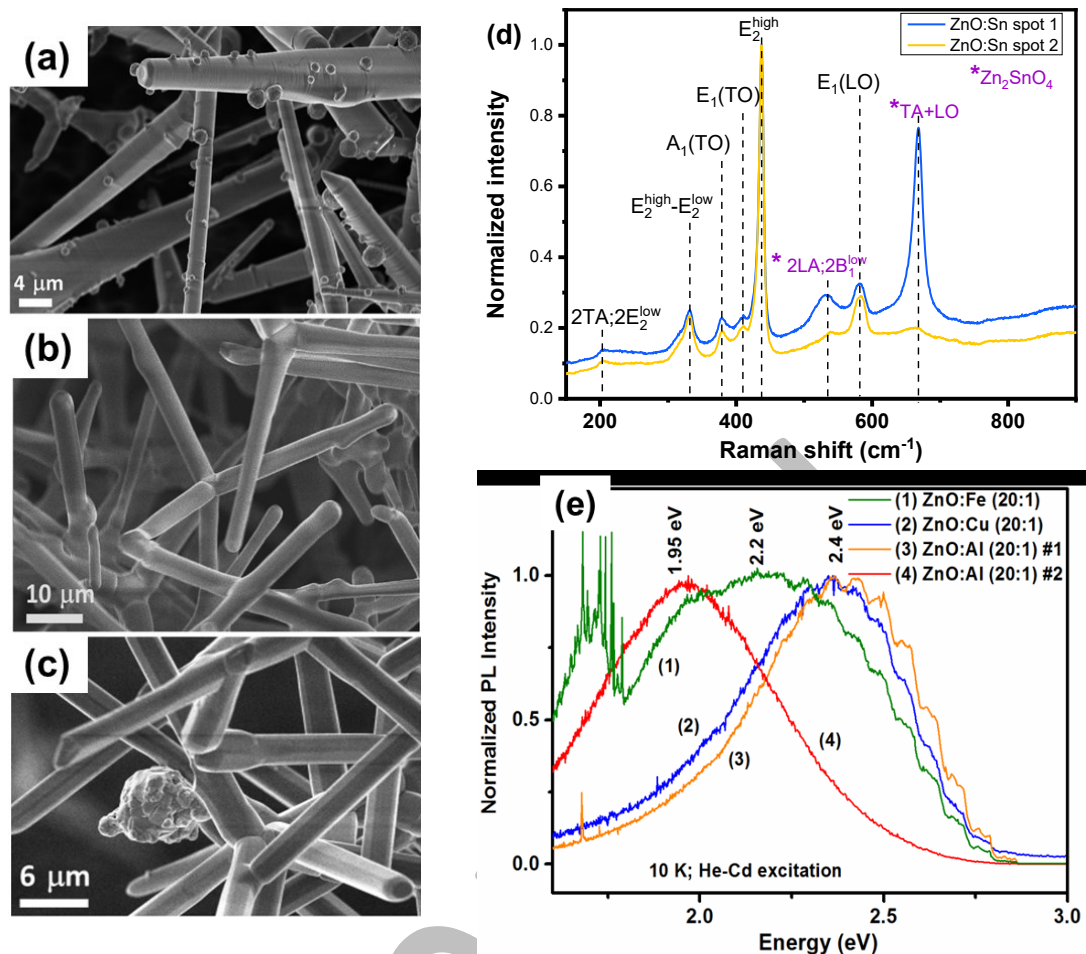 (a)
4 μm
(b)
10 μm
(c)
6 μm
(d)
ZnO:Sn spot 1
ZnO:Sn spot 2
E₂ʰⁱᵍʰ
*Zn₂SnO₄
E₁(TO)
E₁(LO)
*TA+LO
A₁(TO)
E₂ʰⁱᵍʰ-E₂ˡᵒʷ
* 2LA;2B₁ˡᵒʷ
2TA;2E₂ˡᵒʷ
Normalized intensity
1.0
0.8
0.6
0.4
0.2
0.0
200
400
600
800
Raman shift (cm⁻¹)
(e)
(1) ZnO:Fe (20:1)
(2) ZnO:Cu (20:1)
(3) ZnO:Al (20:1) #1
(4) ZnO:Al (20:1) #2
1.95 eV
2.2 eV
2.4 eV
(1)
(2)
(3)
(4)
Normalized PL Intensity
1.0
0.5
0.0
10 K; He-Cd excitation
2.0
2.5
3.0
Energy (eV)